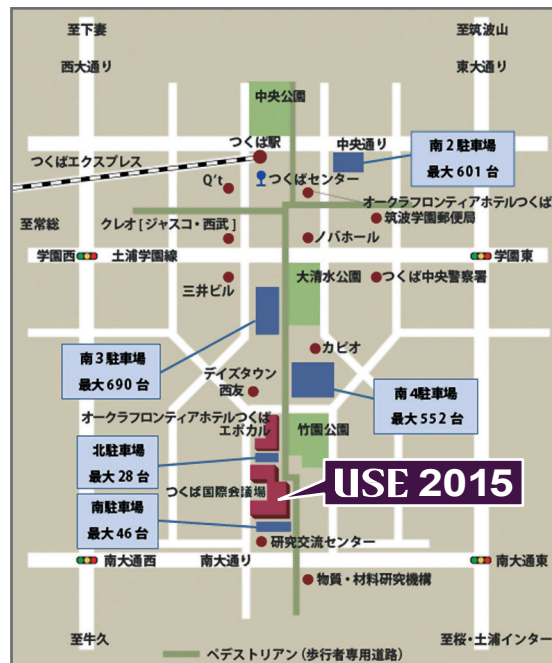 至下妻
至筑波山
西大通り
東大通り
中央公園
つくば駅
中央通り
南2駐車場
最大601台
つくばエクスプレス
Q't
つくばセンター
オークラフロンティアホテルつくば
筑波学園郵便局
至常総
クレオ[ジャスコ・西武]
ノバホール
学園西
土浦学園線
学園東
大清水公園
つくば中央警察署
三井ビル
南3駐車場
最大690台
カピオ
デイズタウン
西友
南4駐車場
最大552台
オークラフロンティアホテルつくば
エポカル
竹園公園
北駐車場
最大28台
つくば国際会議場
USE 2015
南駐車場
最大46台
研究交流センター
南大通西
南大通り
南大通東
物質・材料研究機構
至牛久
至桜・土浦インター
ペデストリアン(歩行者専用道路)